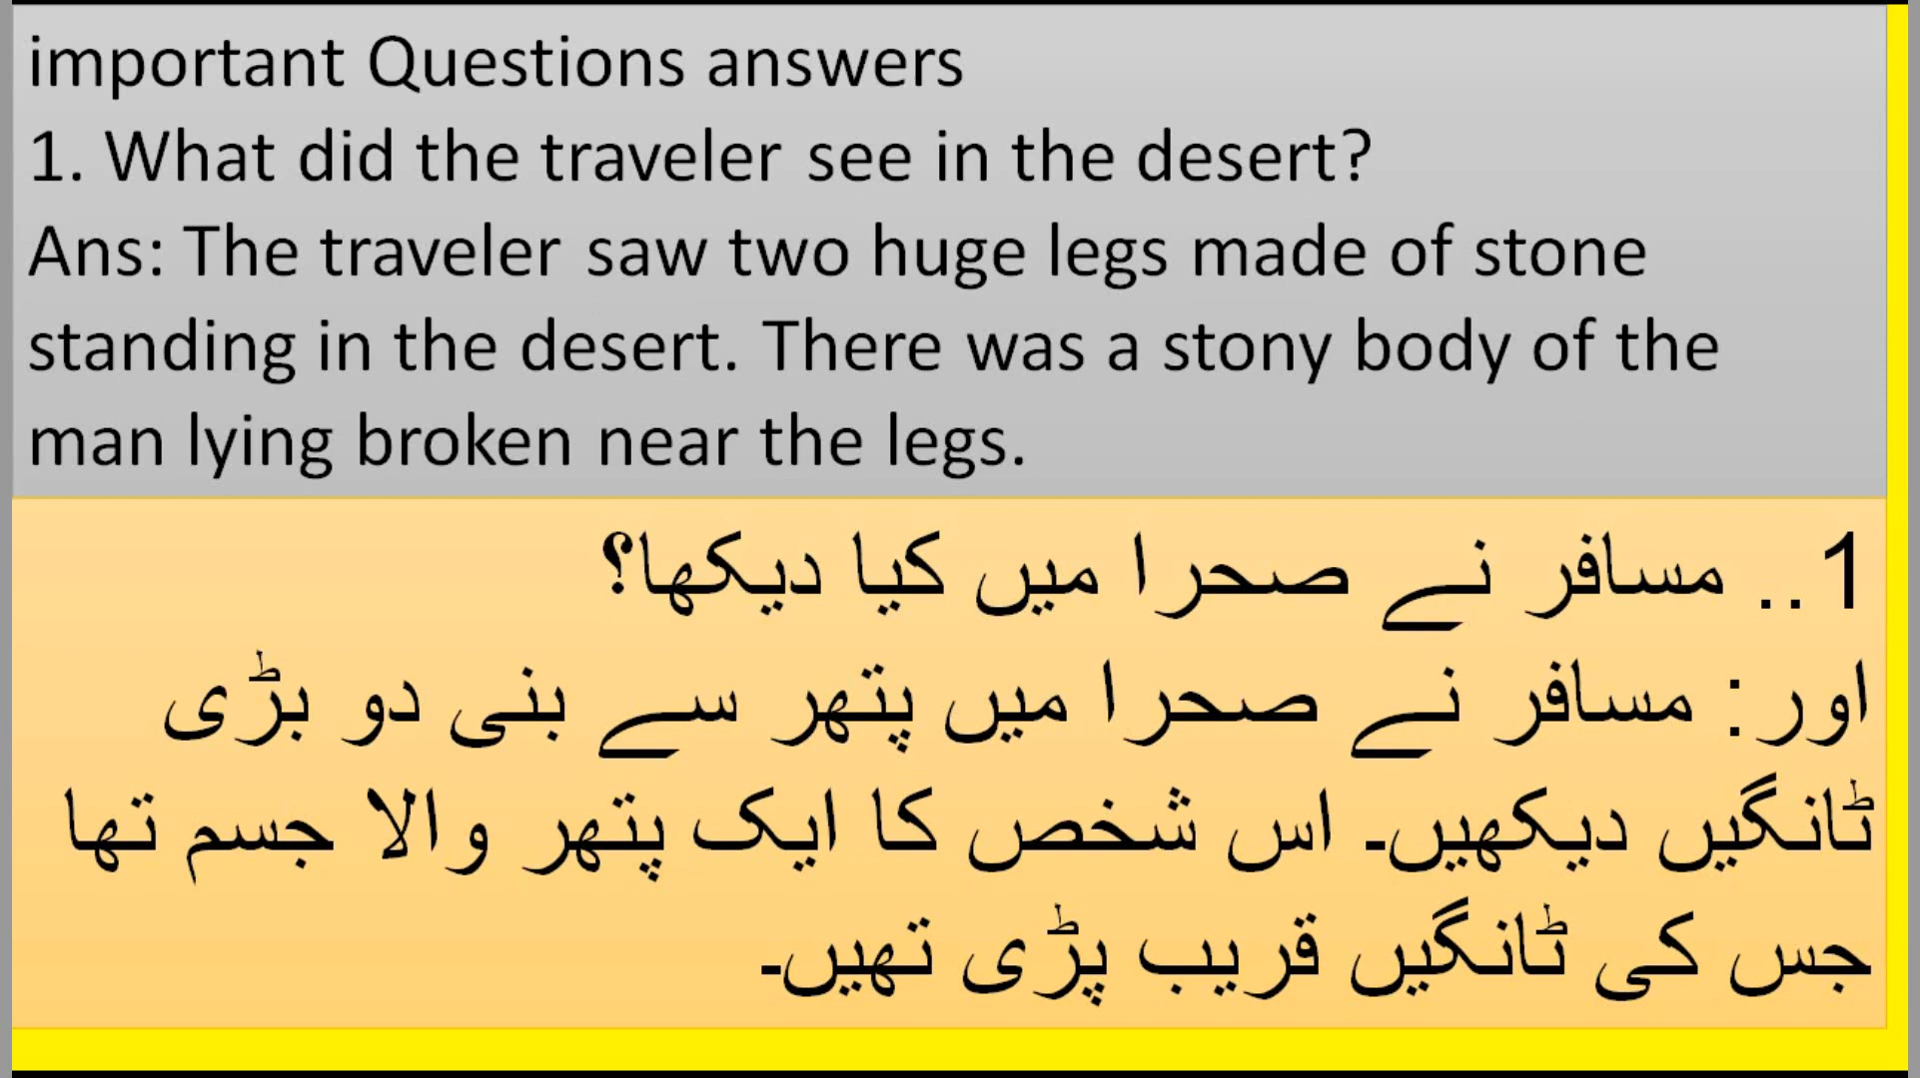 important Questions answers
1. What did the traveler see in the desert?
Ans: The traveler saw two huge legs made of stone
standing in the desert. There was a stony body of the
man lying broken near the legs.
1.. مسافر نے صحرا میں کیا دیکھا؟
اور: مسافر نے صحرا میں پتھر سے بنی دو بڑی
ٹانگیں دیکھیں۔ اس شخص کا ایک پتھر والا جسم تھا
جس کی ٹانگیں قریب پڑی تھیں۔